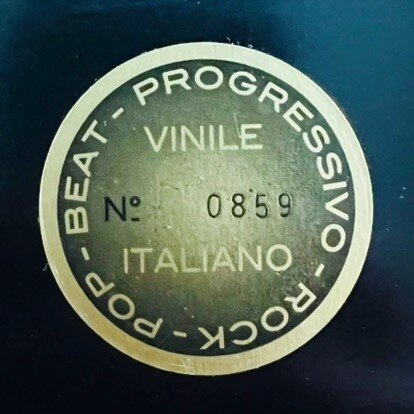 POP-BEAT-PROGRESSIVO-ROCK-
VINILE
Nº 0859
ITALIANO